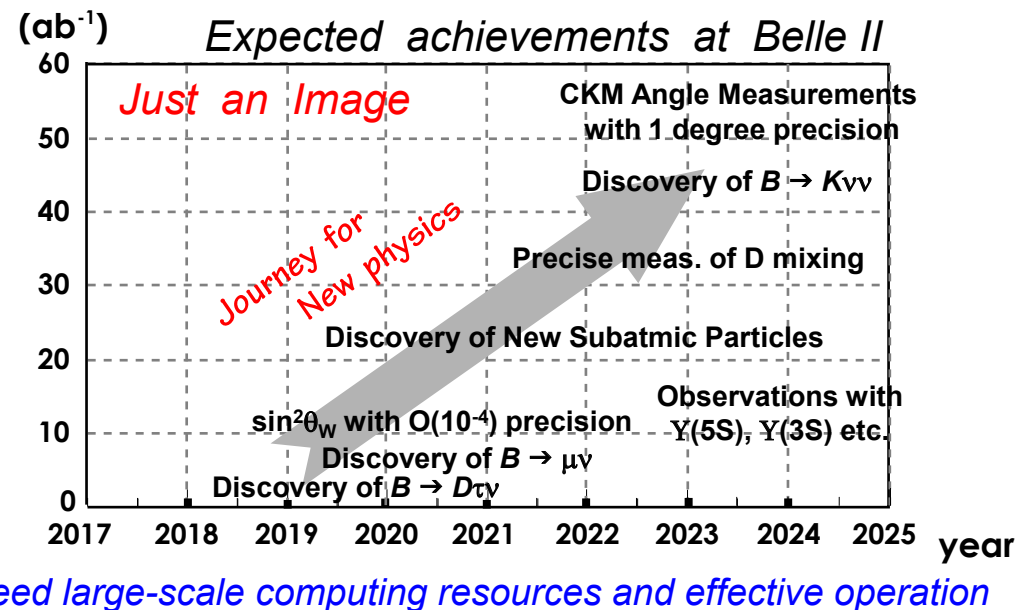 (ab⁻¹)
Expected achievements at Belle II
60
50
40
30
20
10
0
Just an Image
CKM Angle Measurements
with 1 degree precision
Discovery of B → Kνν
Journey for
New physics
Precise meas. of D mixing
Discovery of New Subatmic Particles
Observations with
ϒ(5S), ϒ(3S) etc.
sin²θ_W with O(10⁻⁴) precision
Discovery of B → μν
Discovery of B → Dτν
2017 2018 2019 2020 2021 2022 2023 2024 2025
year
eed large-scale computing resources and effective operation